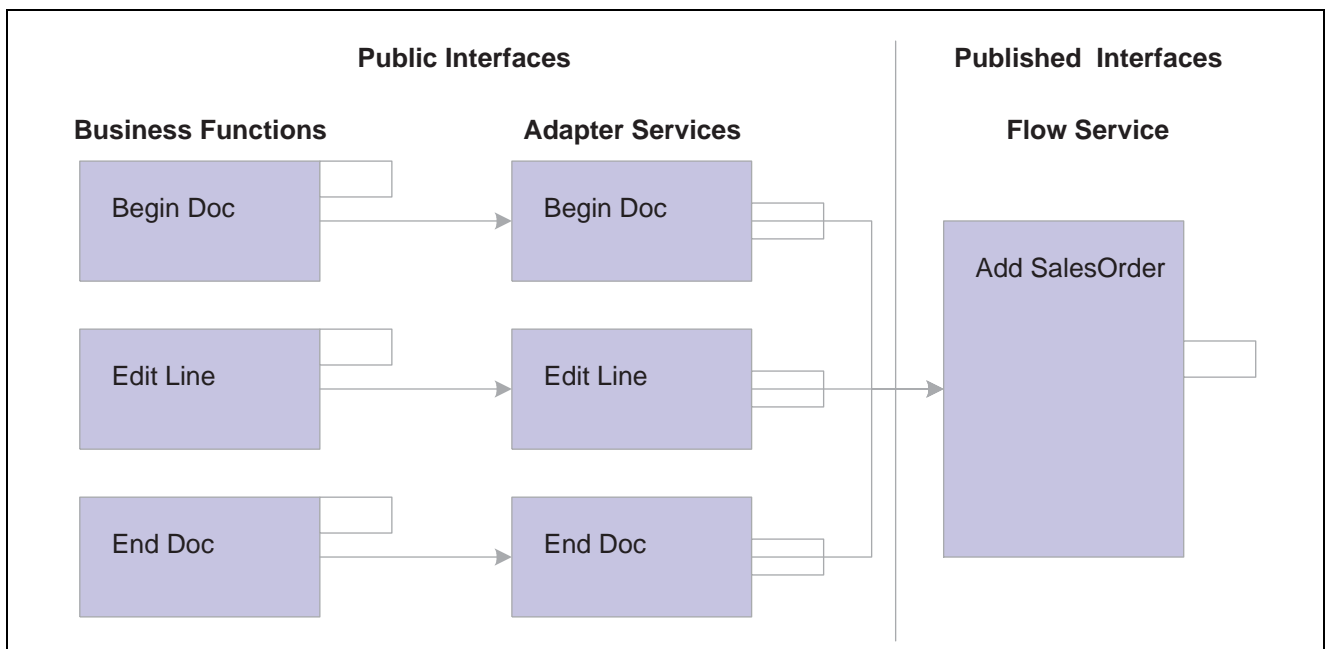 Public Interfaces
Published Interfaces
Business Functions
Adapter Services
Flow Service
Begin Doc
Begin Doc
Add SalesOrder
Edit Line
Edit Line
End Doc
End Doc